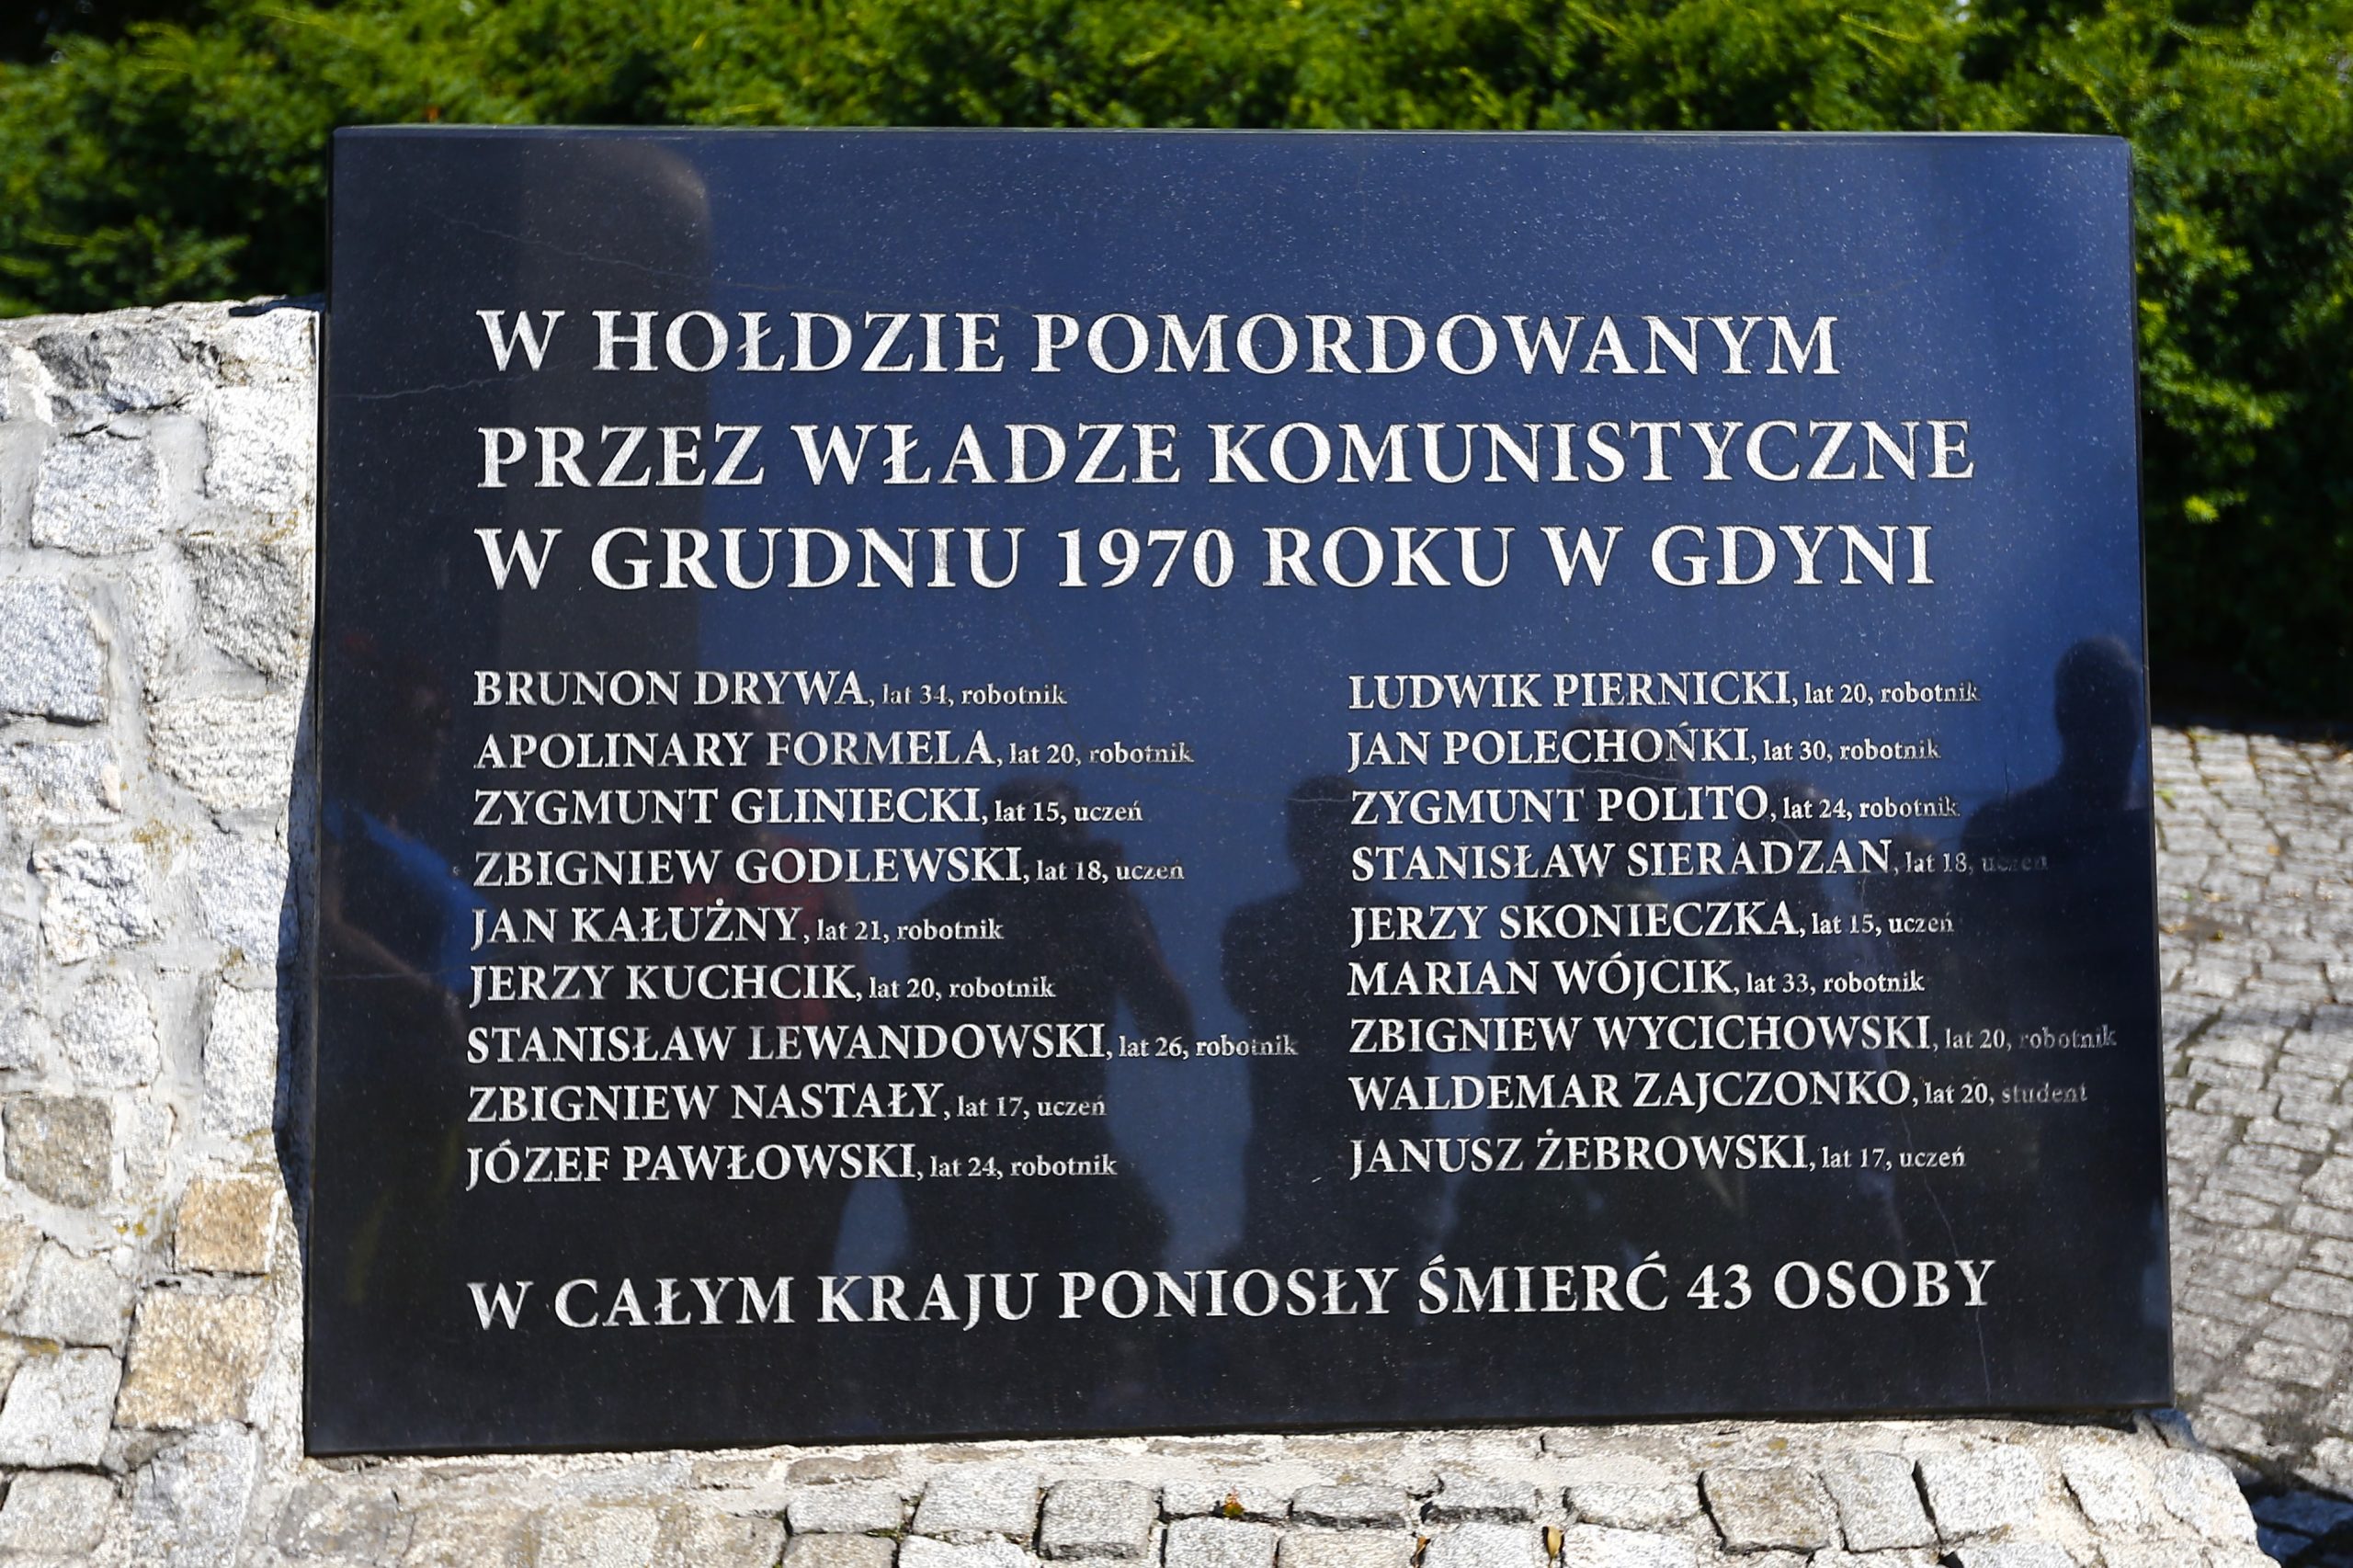 W HOŁDZIE POMORDOWANYM
PRZEZ WŁADZE KOMUNISTYCZNE
W GRUDNIU 1970 ROKU W GDYNI
BRUNON DRYWA, lat 34, robotnik
APOLINARY FORMELA, lat 20, robotnik
ZYGMUNT GLINIECKI, lat 15, uczeń
ZBIGNIEW GODLEWSKI, lat 18, uczeń
JAN KAŁUŻNY, lat 21, robotnik
JERZY KUCHCIK, lat 20, robotnik
STANISŁAW LEWANDOWSKI, lat 26, robotnik
ZBIGNIEW NASTAŁY, lat 17, uczeń
JÓZEF PAWŁOWSKI, lat 24, robotnik
LUDWIK PIERNICKI, lat 20, robotnik
JAN POLECHOŃKI, lat 30, robotnik
ZYGMUNT POLITO, lat 24, robotnik
STANISŁAW SIERADZAN, lat 18, uczeń
JERZY SKONIECZKA, lat 15, uczeń
MARIAN WÓJCIK, lat 33, robotnik
ZBIGNIEW WYCICHOWSKI, lat 20, robotnik
WALDEMAR ZAJCZONKO, lat 20, student
JANUSZ ŻEBROWSKI, lat 17, uczeń
W CAŁYM KRAJU PONIOSŁY ŚMIERĆ 43 OSOBY